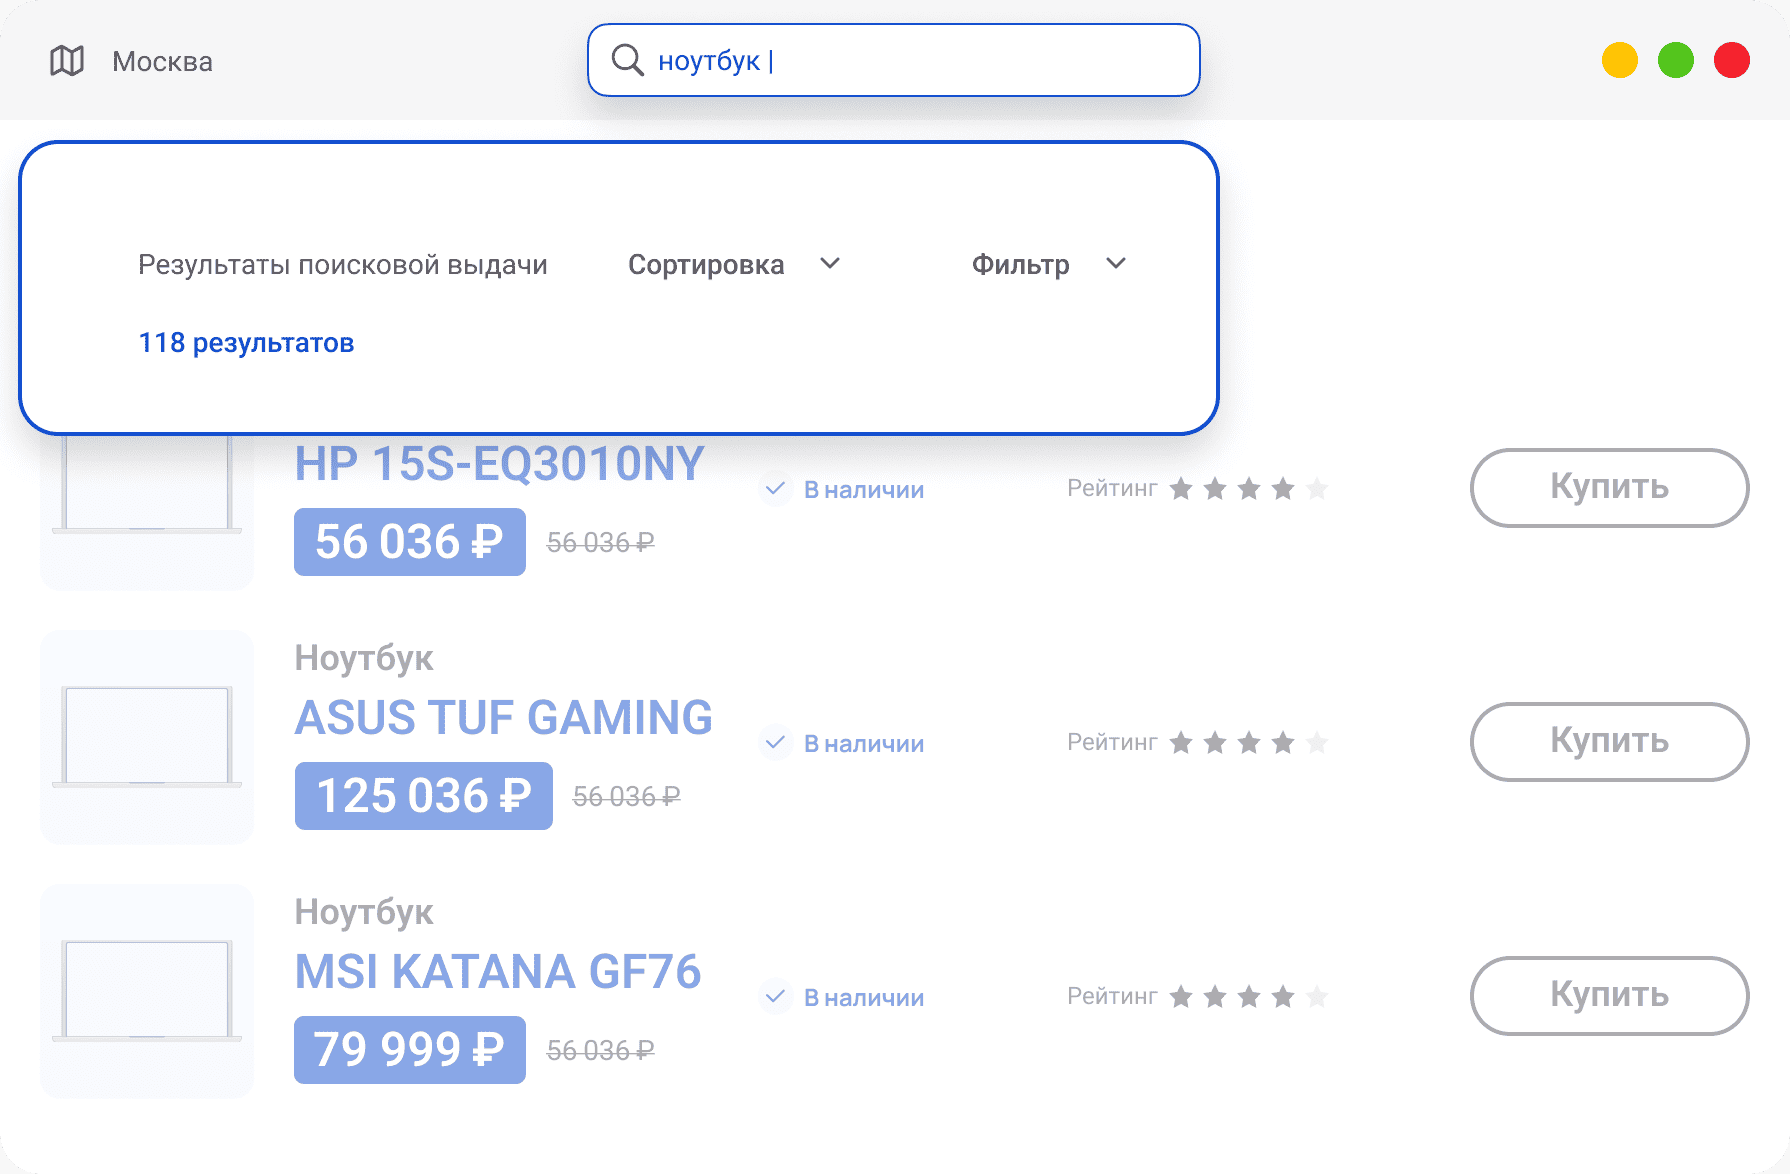 Москва
ноутбук |
Результаты поисковой выдачи
Сортировка
Фильтр
118 результатов
HP 15S-EQ3010NY
В наличии
Рейтинг
Купить
56 036 ₽
56 036 ₽
Ноутбук
ASUS TUF GAMING
В наличии
Рейтинг
Купить
125 036 ₽
56 036 ₽
Ноутбук
MSI KATANA GF76
В наличии
Рейтинг
Купить
79 999 ₽
56 036 ₽